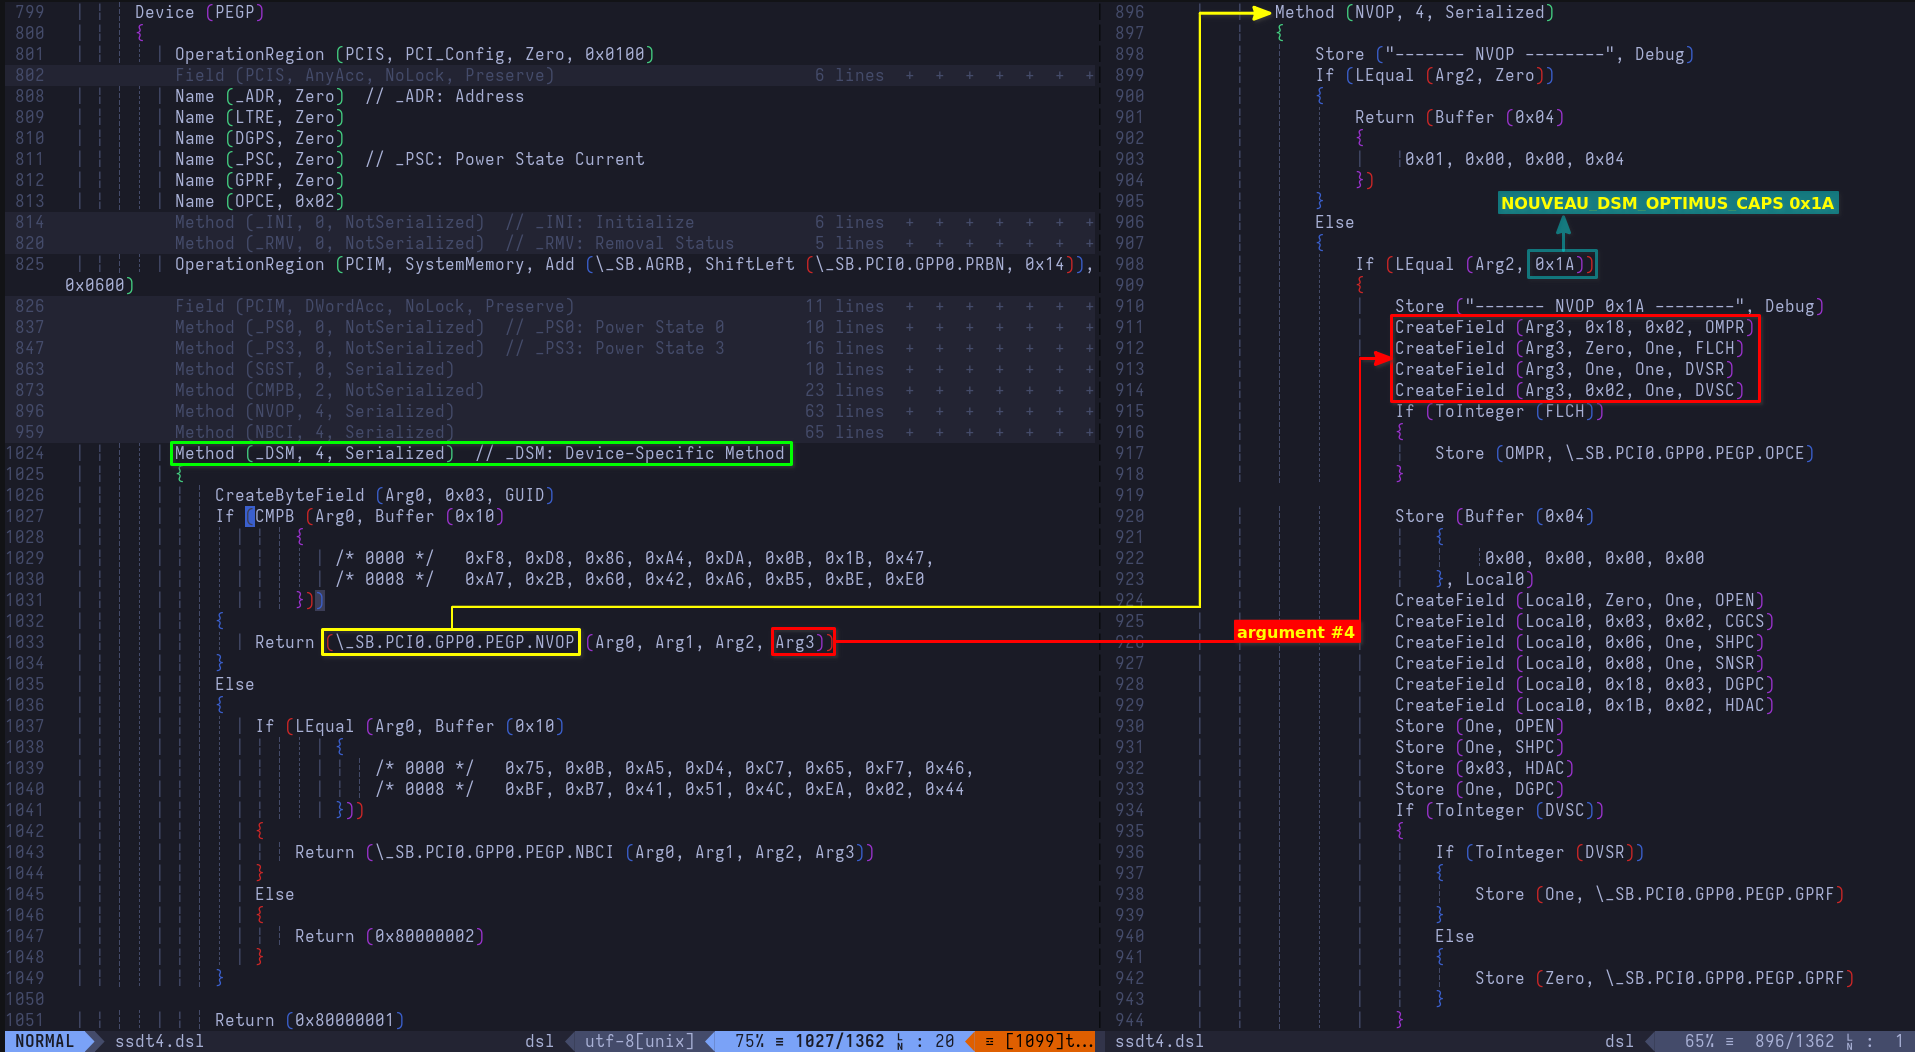 799 Device (PEGP)
800 {
801 OperationRegion (PCIS, PCI_Config, Zero, 0x0100)
802 Field (PCIS, AnyAcc, NoLock, Preserve) 6 lines + + + + + + +
808 Name (_ADR, Zero) // _ADR: Address
809 Name (LTRE, Zero)
810 Name (DGPS, Zero)
811 Name (_PSC, Zero) // _PSC: Power State Current
812 Name (GPRF, Zero)
813 Name (OPCE, 0x02)
814 Method (_INI, 0, NotSerialized) // _INI: Initialize 6 lines + + + + + + +
820 Method (_RMV, 0, NotSerialized) // _RMV: Removal Status 5 lines + + + + + + +
825 OperationRegion (PCIM, SystemMemory, Add (\_SB.AGRB, ShiftLeft (\_SB.PCI0.GPP0.PRBN, 0x14)),
0x0600)
826 Field (PCIM, DWordAcc, NoLock, Preserve) 11 lines + + + + + + +
837 Method (_PS0, 0, NotSerialized) // _PS0: Power State 0 10 lines + + + + + + +
847 Method (_PS3, 0, NotSerialized) // _PS3: Power State 3 16 lines + + + + + + +
863 Method (SGST, 0, Serialized) 10 lines + + + + + + +
873 Method (CMPB, 2, NotSerialized) 23 lines + + + + + + +
896 Method (NVOP, 4, Serialized) 63 lines + + + + + + +
959 Method (NBCI, 4, Serialized) 65 lines + + + + + + +
1024 Method (_DSM, 4, Serialized) // _DSM: Device-Specific Method
1025 {
1026 CreateByteField (Arg0, 0x03, GUID)
1027 If (CMPB (Arg0, Buffer (0x10)
1028 {
1029 /* 0000 */ 0xF8, 0xD8, 0x86, 0xA4, 0xDA, 0x0B, 0x1B, 0x47,
1030 /* 0008 */ 0xA7, 0x2B, 0x60, 0x42, 0xA6, 0xB5, 0xBE, 0xE0
1031 }))
1032 {
1033 Return (\_SB.PCI0.GPP0.PEGP.NVOP (Arg0, Arg1, Arg2, Arg3))
1034 }
1035 Else
1036 {
1037 If (LEqual (Arg0, Buffer (0x10)
1038 {
1039 /* 0000 */ 0x75, 0x0B, 0xA5, 0xD4, 0xC7, 0x65, 0xF7, 0x46,
1040 /* 0008 */ 0xBF, 0xB7, 0x41, 0x51, 0x4C, 0xEA, 0x02, 0x44
1041 }))
1042 {
1043 Return (\_SB.PCI0.GPP0.PEGP.NBCI (Arg0, Arg1, Arg2, Arg3))
1044 }
1045 Else
1046 {
1047 Return (0x80000002)
1048 }
1049 }
1050
1051 Return (0x80000001)
NORMAL ssdt4.dsl dsl utf-8[unix] 75% ≡ 1027/1362 LN : 20 ≡ [1099]t...
896 Method (NVOP, 4, Serialized)
897 {
898 Store ("------- NVOP --------", Debug)
899 If (LEqual (Arg2, Zero))
900 {
901 Return (Buffer (0x04)
902 {
903 0x01, 0x00, 0x00, 0x04
904 })
905 }
NOUVEAU_DSM_OPTIMUS_CAPS 0x1A
906 Else
907 {
908 If (LEqual (Arg2, 0x1A))
909 {
910 Store ("------- NVOP 0x1A --------", Debug)
911 CreateField (Arg3, 0x18, 0x02, OMPR)
912 CreateField (Arg3, Zero, One, FLCH)
913 CreateField (Arg3, One, One, DVSR)
914 CreateField (Arg3, 0x02, One, DVSC)
915 If (ToInteger (FLCH))
916 {
917 Store (OMPR, \_SB.PCI0.GPP0.PEGP.OPCE)
918 }
919
920 Store (Buffer (0x04)
921 {
922 0x00, 0x00, 0x00, 0x00
923 }, Local0)
924 CreateField (Local0, Zero, One, OPEN)
925 CreateField (Local0, 0x03, 0x02, CGCS)
argument #4
926 CreateField (Local0, 0x06, One, SHPC)
927 CreateField (Local0, 0x08, One, SNSR)
928 CreateField (Local0, 0x18, 0x03, DGPC)
929 CreateField (Local0, 0x1B, 0x02, HDAC)
930 Store (One, OPEN)
931 Store (One, SHPC)
932 Store (0x03, HDAC)
933 Store (One, DGPC)
934 If (ToInteger (DVSC))
935 {
936 If (ToInteger (DVSR))
937 {
938 Store (One, \_SB.PCI0.GPP0.PEGP.GPRF)
939 }
940 Else
941 {
942 Store (Zero, \_SB.PCI0.GPP0.PEGP.GPRF)
943 }
944 }
ssdt4.dsl dsl 65% ≡ 896/1362 LN : 1